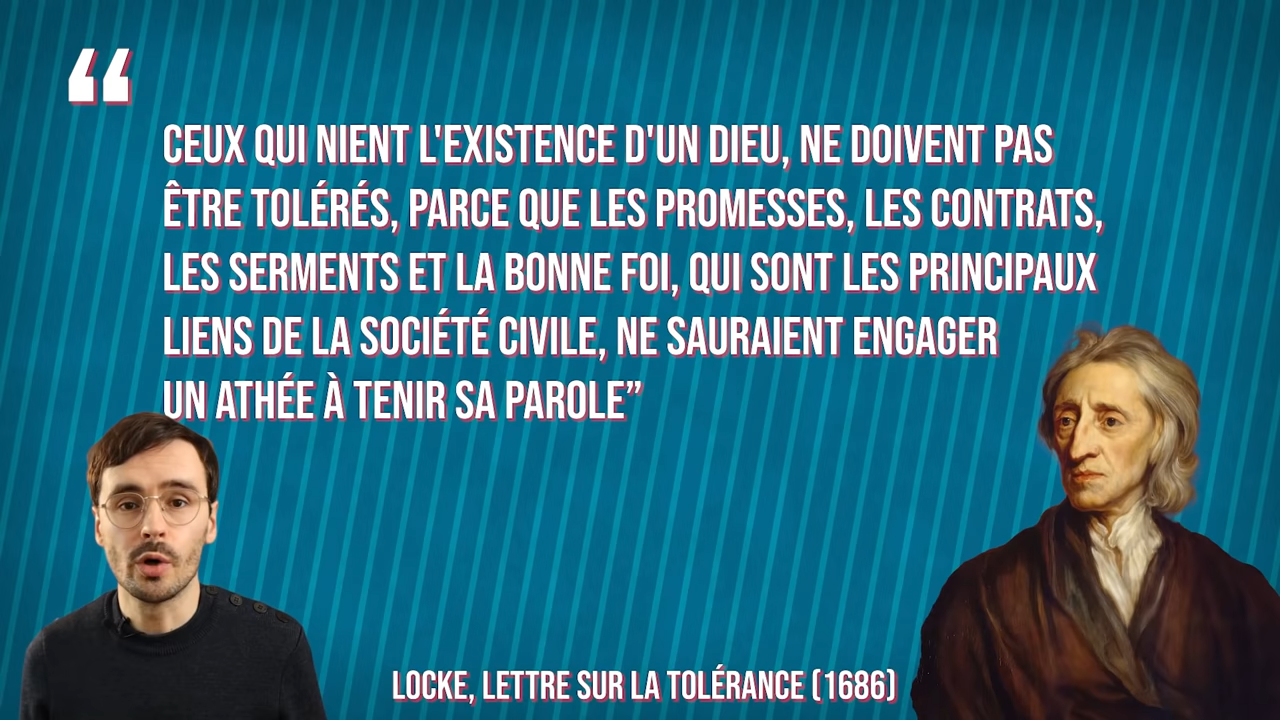 “
CEUX QUI NIENT L'EXISTENCE D'UN DIEU, NE DOIVENT PAS
ÊTRE TOLÉRÉS, PARCE QUE LES PROMESSES, LES CONTRATS,
LES SERMENTS ET LA BONNE FOI, QUI SONT LES PRINCIPAUX
LIENS DE LA SOCIÉTÉ CIVILE, NE SAURAIENT ENGAGER
UN ATHÉE À TENIR SA PAROLE”
LOCKE, LETTRE SUR LA TOLÉRANCE (1686)